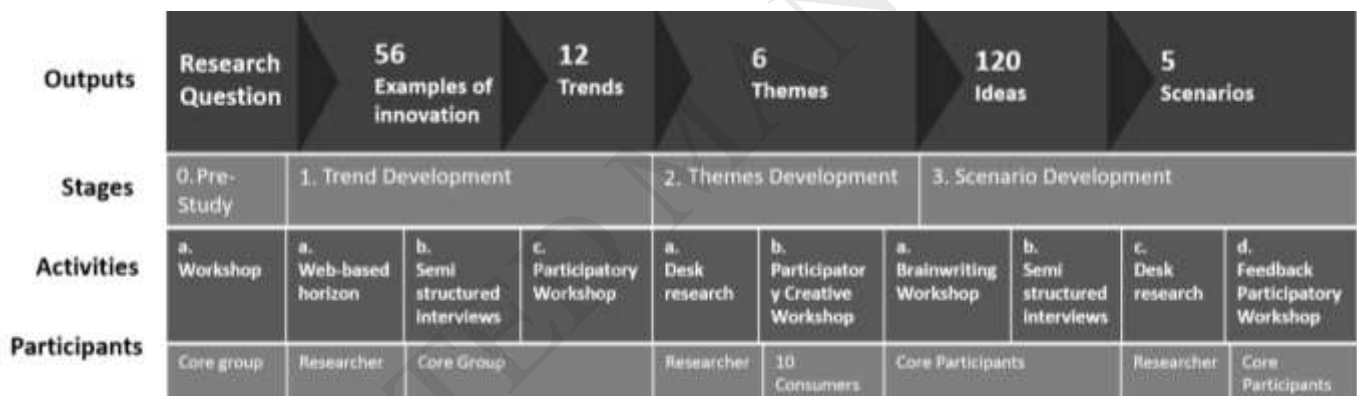 Outputs
Research
Question
56
Examples of
innovation
12
Trends
6
Themes
120
Ideas
5
Scenarios
Stages
0. Pre-
Study
1. Trend Development
2. Themes Development
3. Scenario Development
Activities
a.
Workshop
a.
Web-based
horizon
b.
Semi
structured
interviews
c.
Participatory
Workshop
a.
Desk
research
b.
Participator
y Creative
Workshop
a.
Brainwriting
Workshop
b.
Semi
structured
interviews
c.
Desk
research
d.
Feedback
Participatory
Workshop
Participants
Core group
Researcher
Core Group
Researcher
10
Consumers
Core Participants
Researcher
Core
Participants
TED MAN